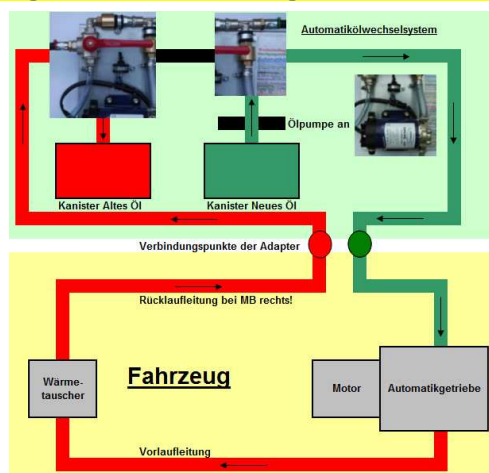 Automatikölwechselsystem
Ölpumpe an
Kanister Altes Öl
Kanister Neues Öl
Verbindungspunkte der Adapter
Rücklaufleitung bei MB rechts!
Wärme-
tauscher
Fahrzeug
Motor
Automatikgetriebe
Vorlaufleitung